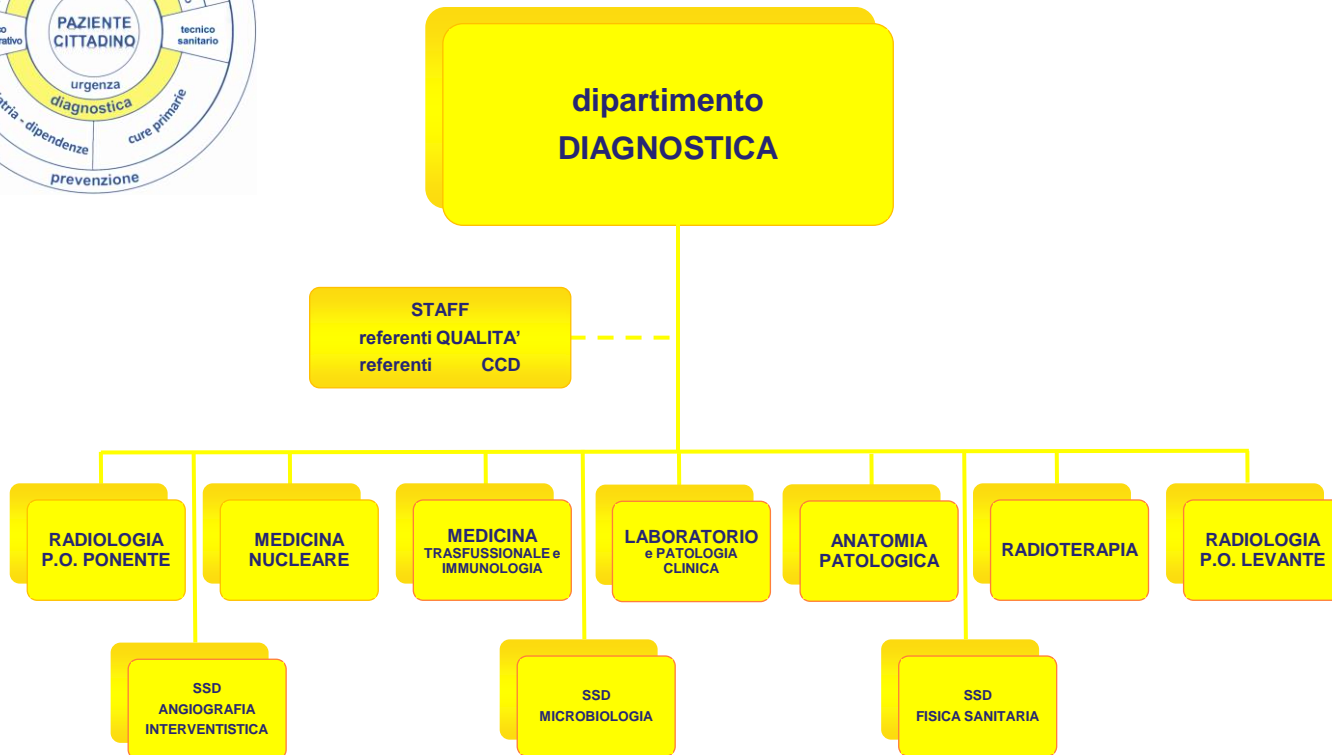 PAZIENTE
CITTADINO
tecnico
sanitario
urgenza
diagnostica
dipendenze
cure primarie
prevenzione
dipartimento
DIAGNOSTICA
STAFF
referenti QUALITA’
referenti CCD
RADIOLOGIA
P.O. PONENTE
MEDICINA
NUCLEARE
MEDICINA
TRASFUSSIONALE e
IMMUNOLOGIA
LABORATORIO
e PATOLOGIA
CLINICA
ANATOMIA
PATOLOGICA
RADIOTERAPIA
RADIOLOGIA
P.O. LEVANTE
SSD
ANGIOGRAFIA
INTERVENTISTICA
SSD
MICROBIOLOGIA
SSD
FISICA SANITARIA